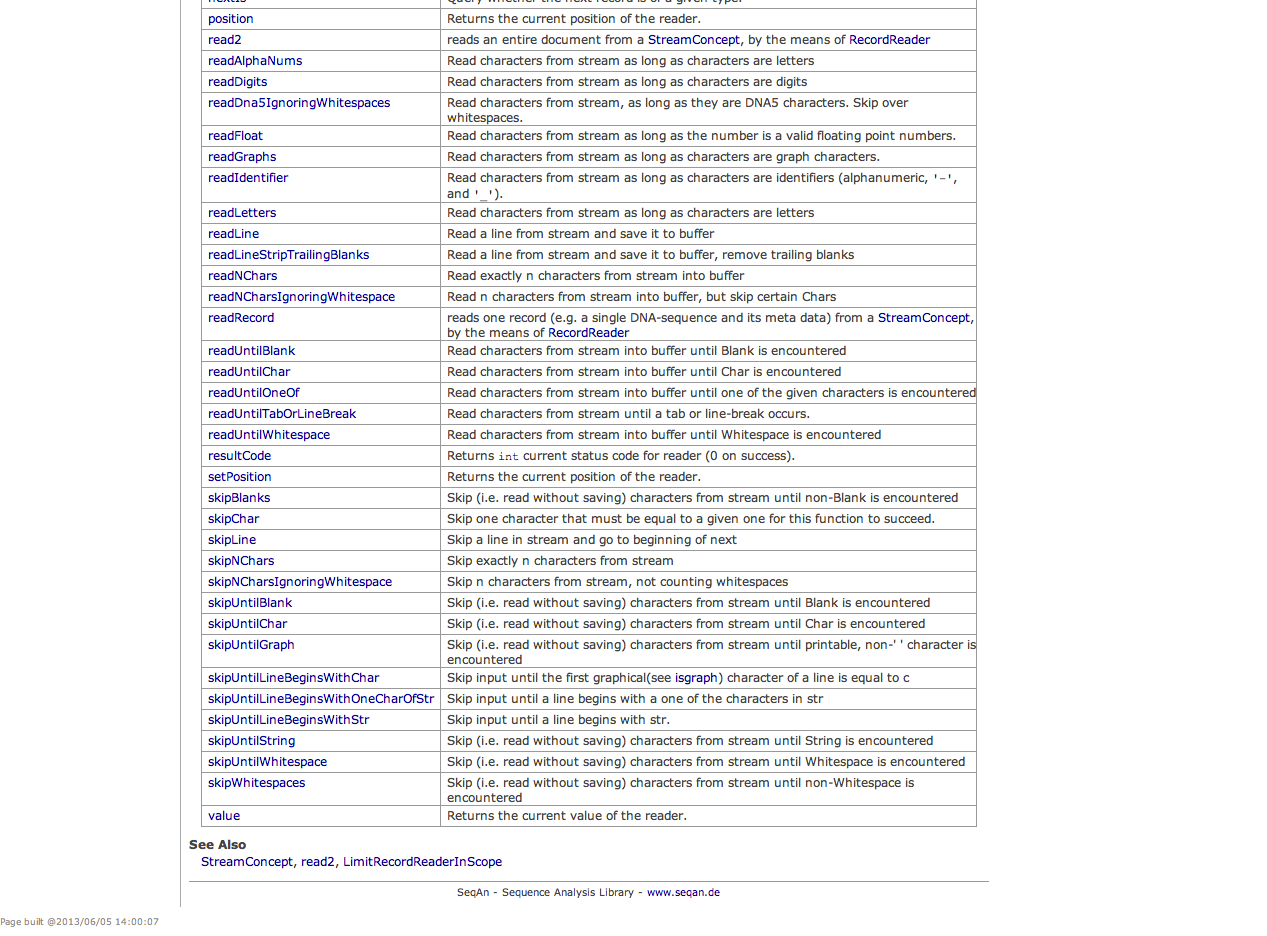 nextIs Query whether the next record is of a given type.
position Returns the current position of the reader.
read2 reads an entire document from a StreamConcept, by the means of RecordReader
readAlphaNums Read characters from stream as long as characters are letters
readDigits Read characters from stream as long as characters are digits
readDna5IgnoringWhitespaces Read characters from stream, as long as they are DNA5 characters. Skip over
whitespaces.
readFloat Read characters from stream as long as the number is a valid floating point numbers.
readGraphs Read characters from stream as long as characters are graph characters.
readIdentifier Read characters from stream as long as characters are identifiers (alphanumeric, '-',
and '_').
readLetters Read characters from stream as long as characters are letters
readLine Read a line from stream and save it to buffer
readLineStripTrailingBlanks Read a line from stream and save it to buffer, remove trailing blanks
readNChars Read exactly n characters from stream into buffer
readNCharsIgnoringWhitespace Read n characters from stream into buffer, but skip certain Chars
readRecord reads one record (e.g. a single DNA-sequence and its meta data) from a StreamConcept,
by the means of RecordReader
readUntilBlank Read characters from stream into buffer until Blank is encountered
readUntilChar Read characters from stream into buffer until Char is encountered
readUntilOneOf Read characters from stream into buffer until one of the given characters is encountered
readUntilTabOrLineBreak Read characters from stream until a tab or line-break occurs.
readUntilWhitespace Read characters from stream into buffer until Whitespace is encountered
resultCode Returns int current status code for reader (0 on success).
setPosition Returns the current position of the reader.
skipBlanks Skip (i.e. read without saving) characters from stream until non-Blank is encountered
skipChar Skip one character that must be equal to a given one for this function to succeed.
skipLine Skip a line in stream and go to beginning of next
skipNChars Skip exactly n characters from stream
skipNCharsIgnoringWhitespace Skip n characters from stream, not counting whitespaces
skipUntilBlank Skip (i.e. read without saving) characters from stream until Blank is encountered
skipUntilChar Skip (i.e. read without saving) characters from stream until Char is encountered
skipUntilGraph Skip (i.e. read without saving) characters from stream until printable, non-' ' character is
encountered
skipUntilLineBeginsWithChar Skip input until the first graphical(see isgraph) character of a line is equal to c
skipUntilLineBeginsWithOneCharOfStr Skip input until a line begins with a one of the characters in str
skipUntilLineBeginsWithStr Skip input until a line begins with str.
skipUntilString Skip (i.e. read without saving) characters from stream until String is encountered
skipUntilWhitespace Skip (i.e. read without saving) characters from stream until Whitespace is encountered
skipWhitespaces Skip (i.e. read without saving) characters from stream until non-Whitespace is
encountered
value Returns the current value of the reader.
See Also
StreamConcept, read2, LimitRecordReaderInScope
SeqAn - Sequence Analysis Library - www.seqan.de
Page built @2013/06/05 14:00:07